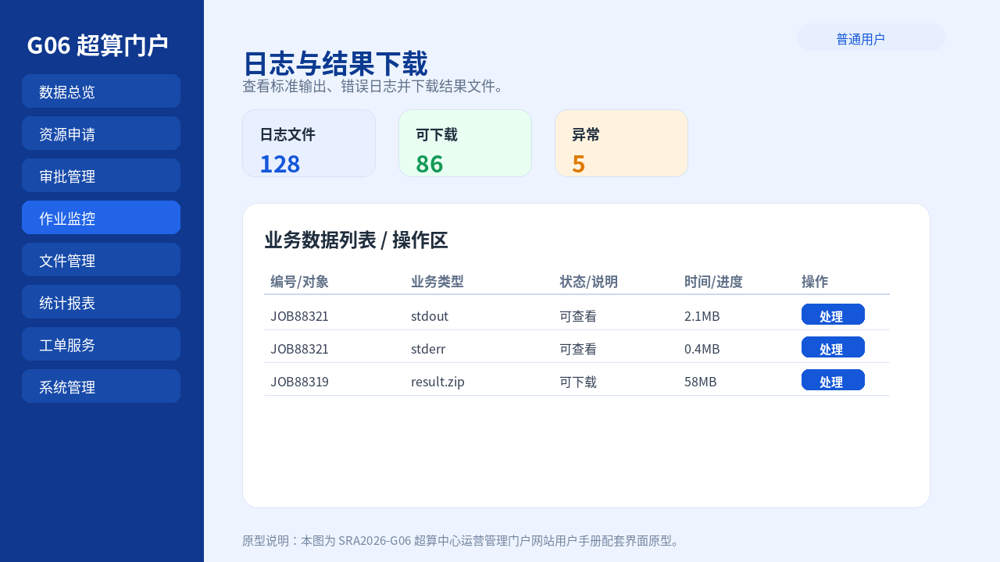 G06 超算门户
数据总览
资源申请
审批管理
作业监控
文件管理
统计报表
工单服务
系统管理
普通用户
日志与结果下载
查看标准输出、错误日志并下载结果文件。
日志文件
128
可下载
86
异常
5
业务数据列表 / 操作区
编号/对象 业务类型 状态/说明 时间/进度 操作
JOB88321 stdout 可查看 2.1MB 处理
JOB88321 stderr 可查看 0.4MB 处理
JOB88319 result.zip 可下载 58MB 处理
原型说明：本图为 SRA2026-G06 超算中心运营管理门户网站用户手册配套界面原型。